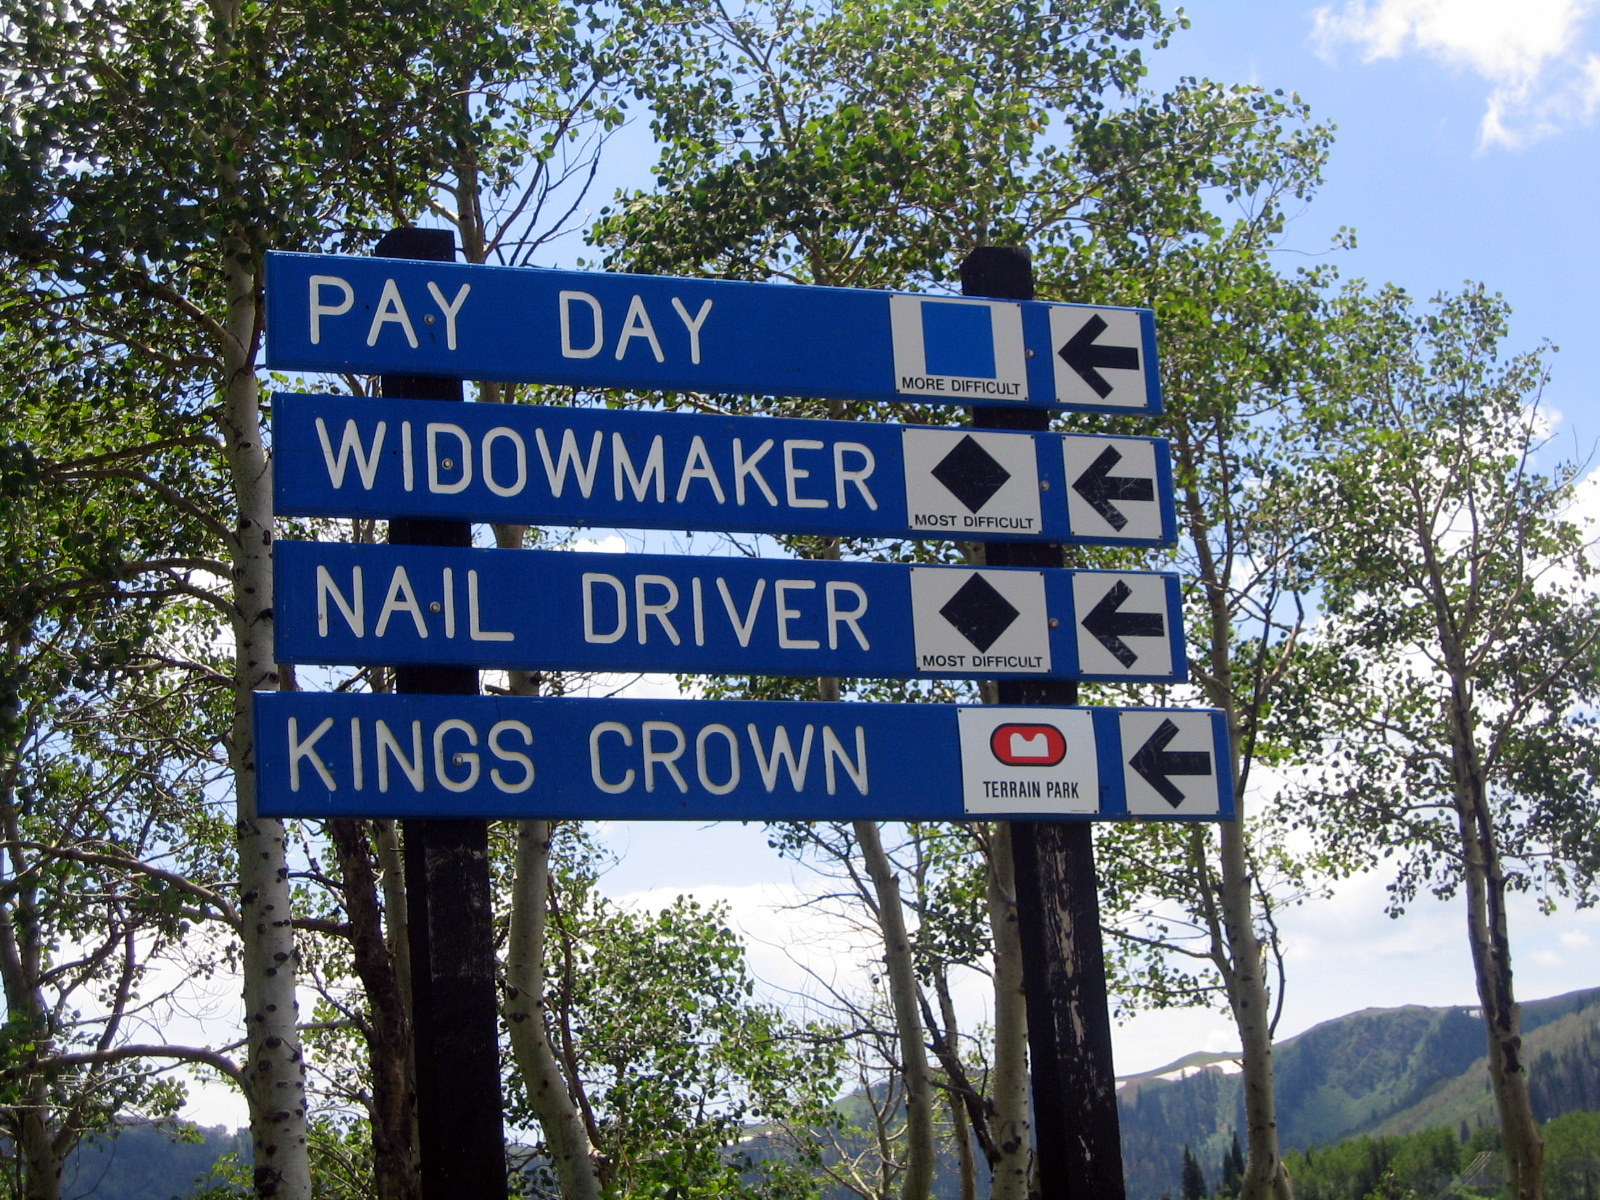 PAY DAY
MORE DIFFICULT
WIDOWMAKER
MOST DIFFICULT
NAIL DRIVER
MOST DIFFICULT
KINGS CROWN
TERRAIN PARK